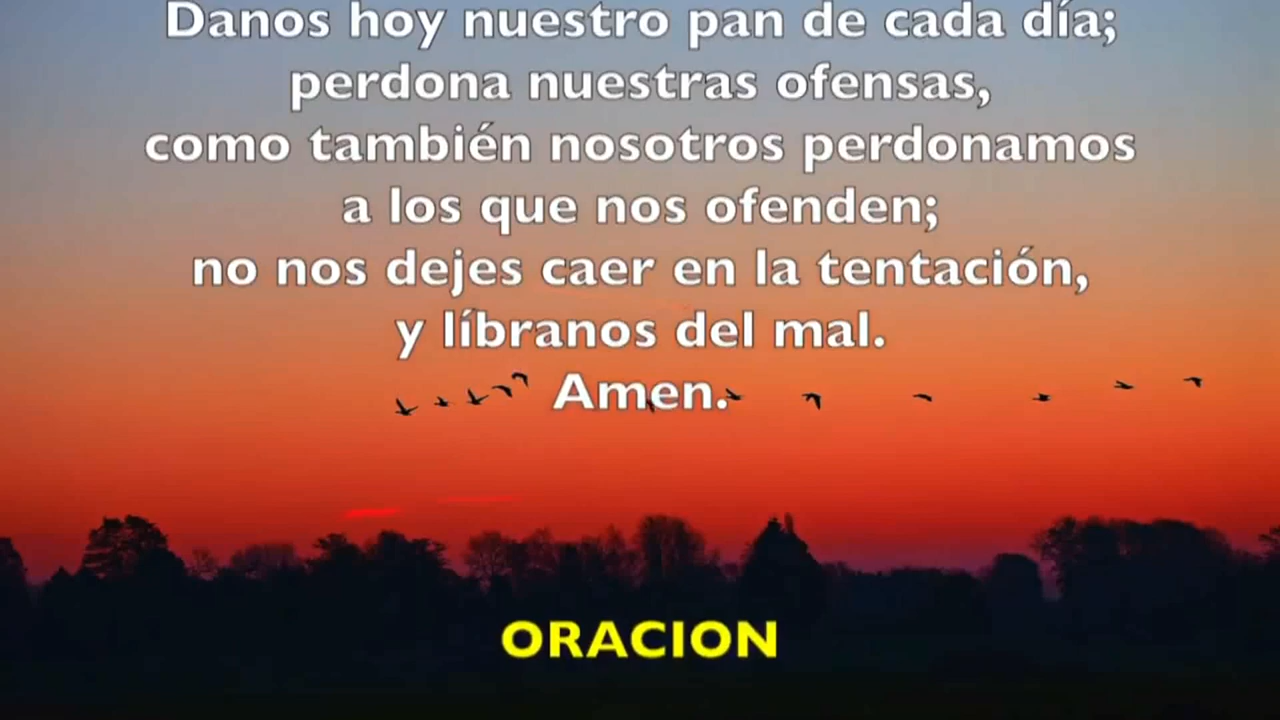 Danos hoy nuestro pan de cada día;
perdona nuestras ofensas,
como también nosotros perdonamos
a los que nos ofenden;
no nos dejes caer en la tentación,
y líbranos del mal.
Amen.
ORACION